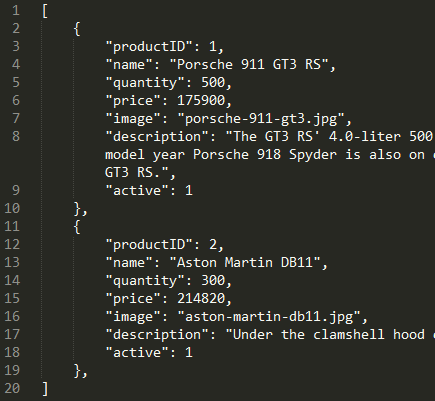 1 [
2 {
3 "productID": 1,
4 "name": "Porsche 911 GT3 RS",
5 "quantity": 500,
6 "price": 175900,
7 "image": "porsche-911-gt3.jpg",
8 "description": "The GT3 RS' 4.0-liter 500
model year Porsche 918 Spyder is also on
GT3 RS.",
9 "active": 1
10 },
11 {
12 "productID": 2,
13 "name": "Aston Martin DB11",
14 "quantity": 300,
15 "price": 214820,
16 "image": "aston-martin-db11.jpg",
17 "description": "Under the clamshell hood
18 "active": 1
19 },
20 ]